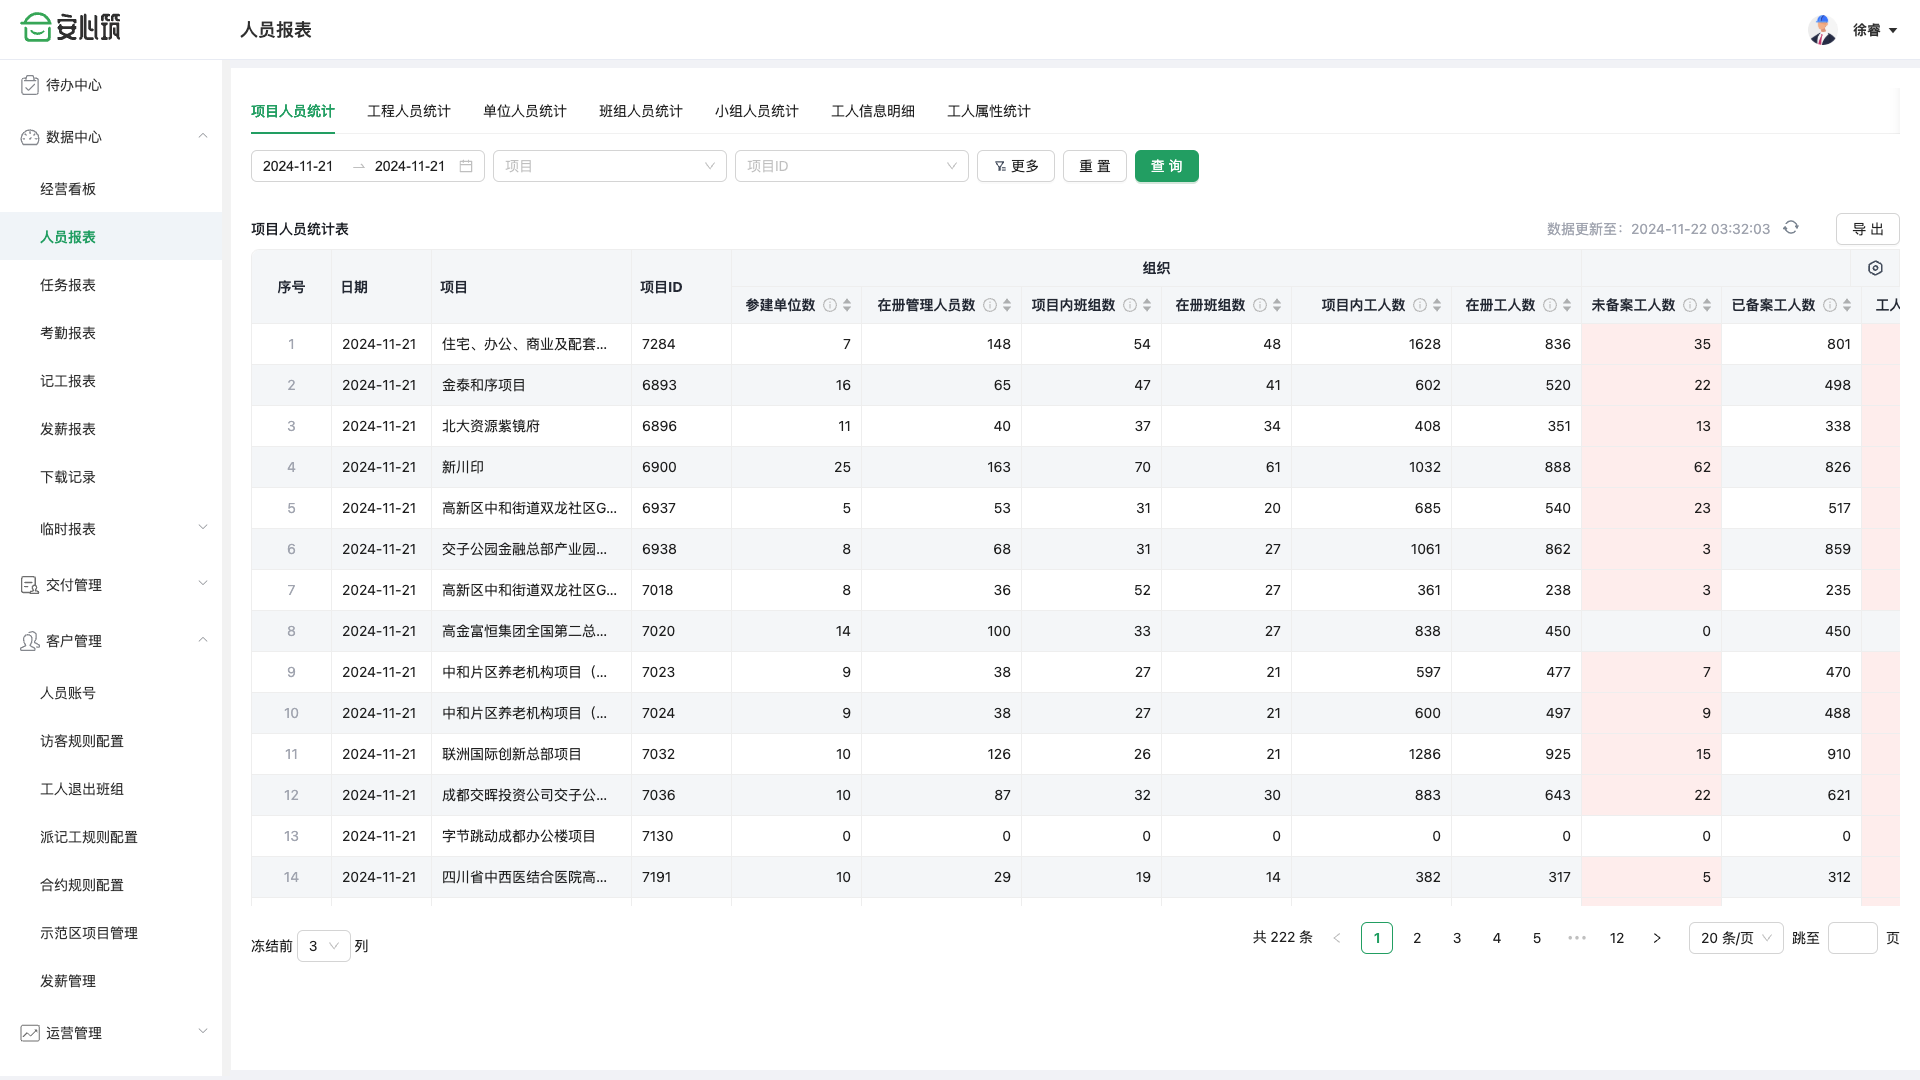 安心筑
人员报表
徐睿
待办中心
数据中心
经营看板
人员报表
任务报表
考勤报表
记工报表
发薪报表
下载记录
临时报表
交付管理
客户管理
人员账号
访客规则配置
工人退出班组
派记工规则配置
合约规则配置
示范区项目管理
发薪管理
运营管理
项目人员统计 工程人员统计 单位人员统计 班组人员统计 小组人员统计 工人信息明细 工人属性统计
2024-11-21 → 2024-11-21 项目 项目ID 更多 重 置 查 询
项目人员统计表 数据更新至：2024-11-22 03:32:03 导 出
序号 日期 项目 项目ID 组织
参建单位数 在册管理人员数 项目内班组数 在册班组数 项目内工人数 在册工人数 未备案工人数 已备案工人数 工人
1 2024-11-21 住宅、办公、商业及配套... 7284 7 148 54 48 1628 836 35 801
2 2024-11-21 金泰和序项目 6893 16 65 47 41 602 520 22 498
3 2024-11-21 北大资源紫镜府 6896 11 40 37 34 408 351 13 338
4 2024-11-21 新川印 6900 25 163 70 61 1032 888 62 826
5 2024-11-21 高新区中和街道双龙社区G... 6937 5 53 31 20 685 540 23 517
6 2024-11-21 交子公园金融总部产业园... 6938 8 68 31 27 1061 862 3 859
7 2024-11-21 高新区中和街道双龙社区G... 7018 8 36 52 27 361 238 3 235
8 2024-11-21 高金富恒集团全国第二总... 7020 14 100 33 27 838 450 0 450
9 2024-11-21 中和片区养老机构项目（... 7023 9 38 27 21 597 477 7 470
10 2024-11-21 中和片区养老机构项目（... 7024 9 38 27 21 600 497 9 488
11 2024-11-21 联洲国际创新总部项目 7032 10 126 26 21 1286 925 15 910
12 2024-11-21 成都交晖投资公司交子公... 7036 10 87 32 30 883 643 22 621
13 2024-11-21 字节跳动成都办公楼项目 7130 0 0 0 0 0 0 0 0
14 2024-11-21 四川省中西医结合医院高... 7191 10 29 19 14 382 317 5 312
冻结前 3 列
共 222 条 < 1 2 3 4 5 ••• 12 > 20 条/页 跳至 页